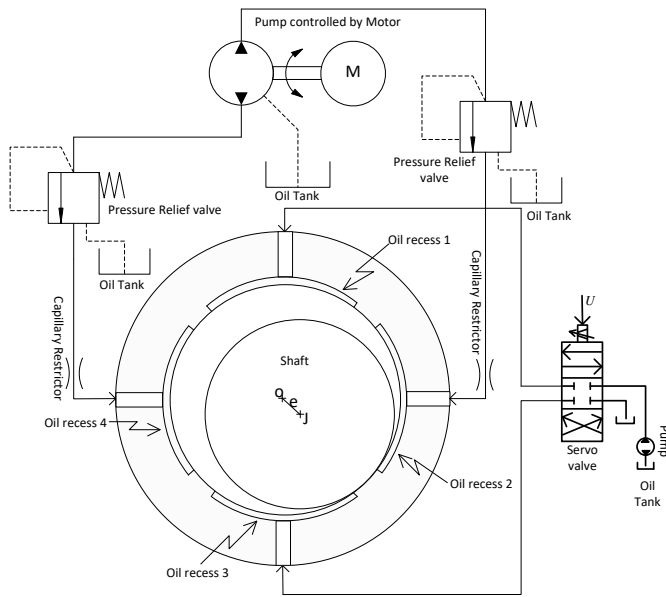 Pump controlled by Motor
M
Pressure Relief
valve
Oil Tank
Oil Tank
Pressure Relief valve
Oil Tank
Oil recess 1
Capillary Restrictor
Capillary Restrictor
U
Shaft
O
e
J
Oil recess 4
Servo
valve
Pump
Oil
Tank
Oil recess 2
Oil recess 3